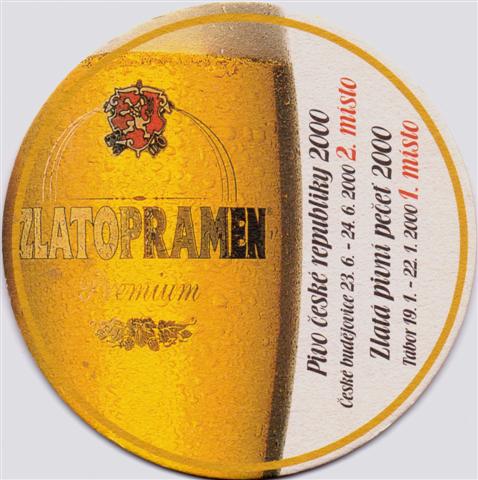 ZLATOPRAMEN
Premium
Pivo české republiky 2000
České budějovice 23. 6. - 24. 6. 2000 2. místo
Zlatá pivní pečeť 2000
Tábor 19. 1. - 22. 1. 2000 1. místo